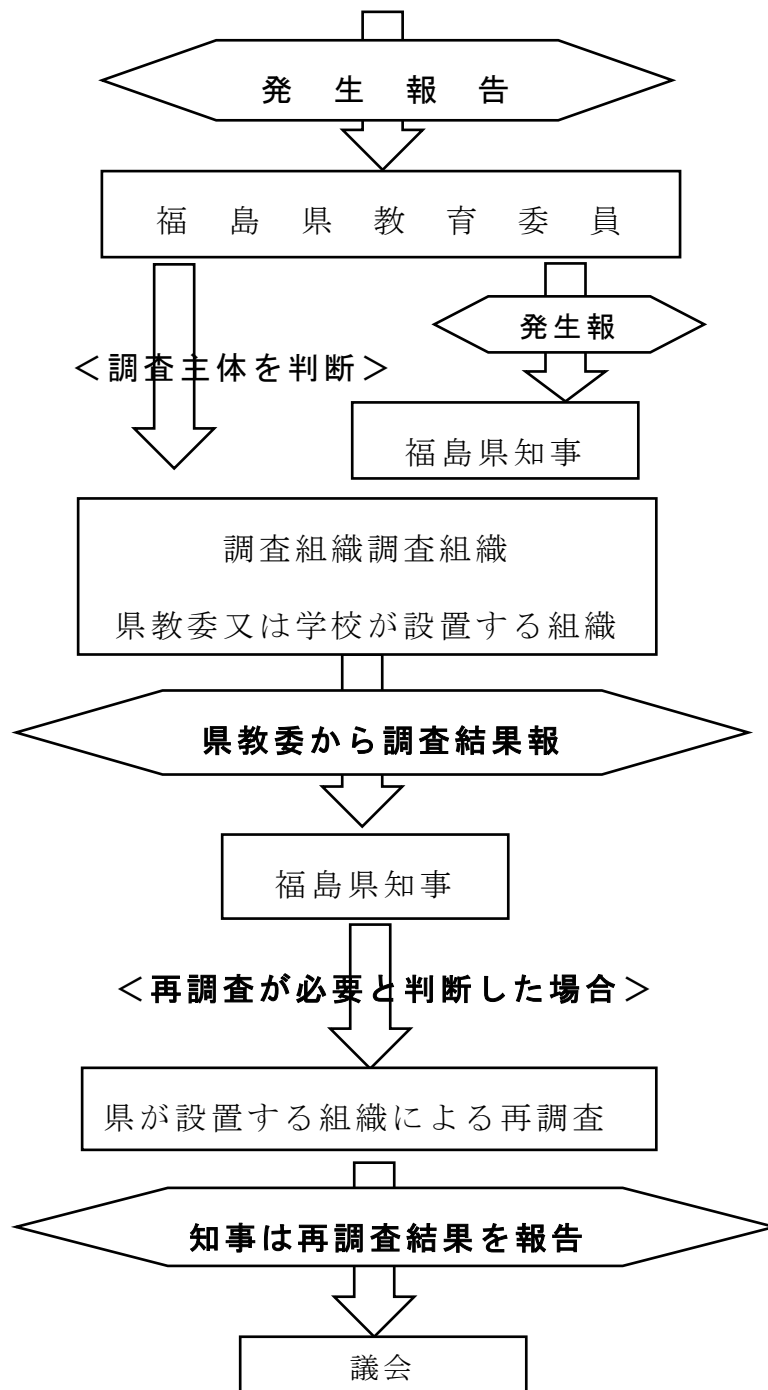 発生報告
福島県教育委員
発生報
＜調査主体を判断＞
福島県知事
調査組織調査組織
県教委又は学校が設置する組織
県教委から調査結果報
福島県知事
＜再調査が必要と判断した場合＞
県が設置する組織による再調査
知事は再調査結果を報告
議会